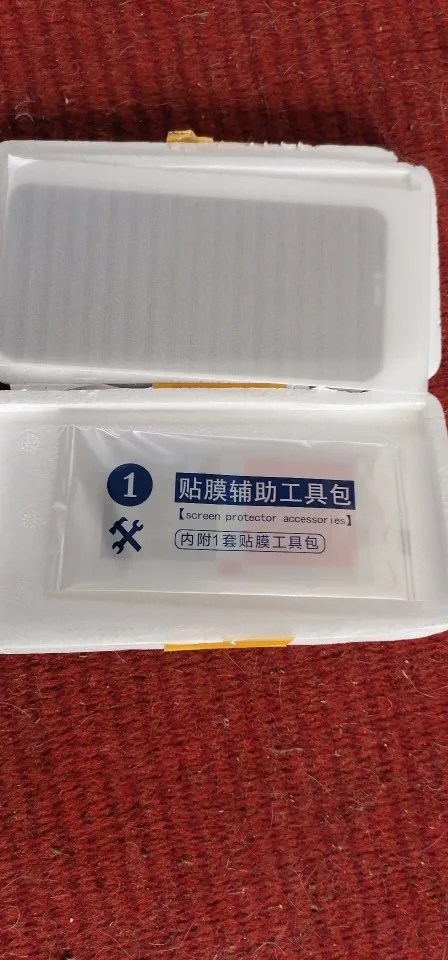 1
贴膜辅助工具包
【screen protector accessories】
内附1套贴膜工具包